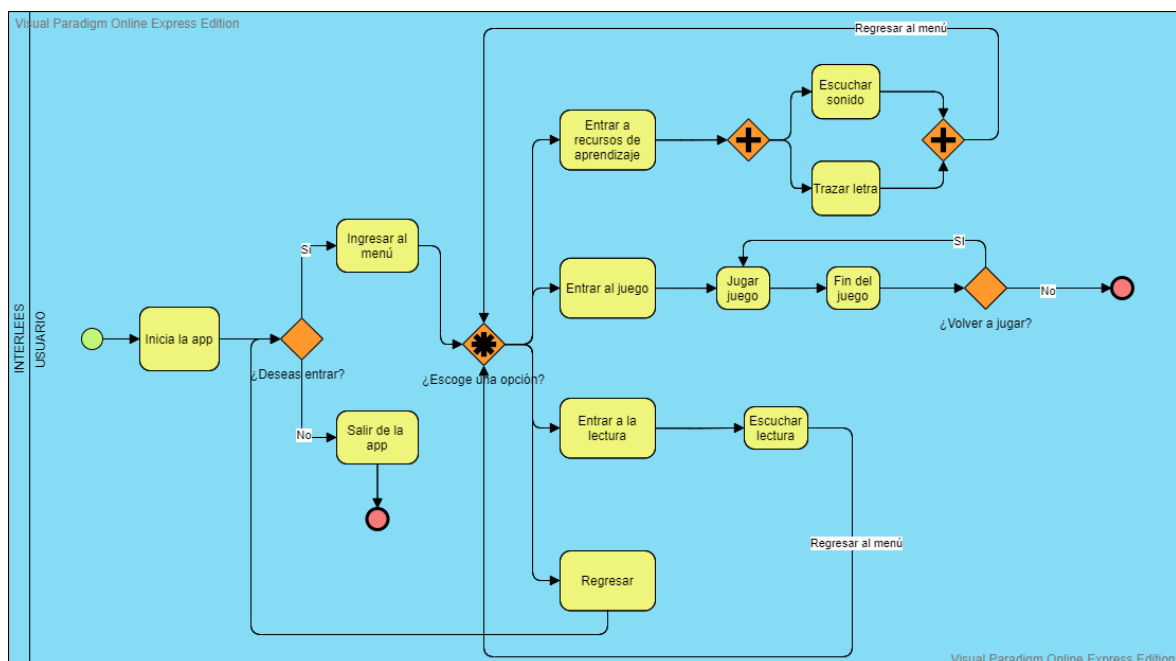 Visual Paradigm Online Express Edition
INTERLEES
USUARIO
Regresar al menú
Escuchar
sonido
Entrar a
recursos de
aprendizaje
Trazar letra
Ingresar al
menú
SI
SI
Entrar al juego
Jugar
juego
Fin del
juego
No
¿Volver a jugar?
Inicia la app
¿Deseas entrar?
¿Escoge una opción?
No
Salir de la
app
Entrar a la
lectura
Escuchar
lectura
Regresar al menú
Regresar
Visual Paradigm Online Express Edition